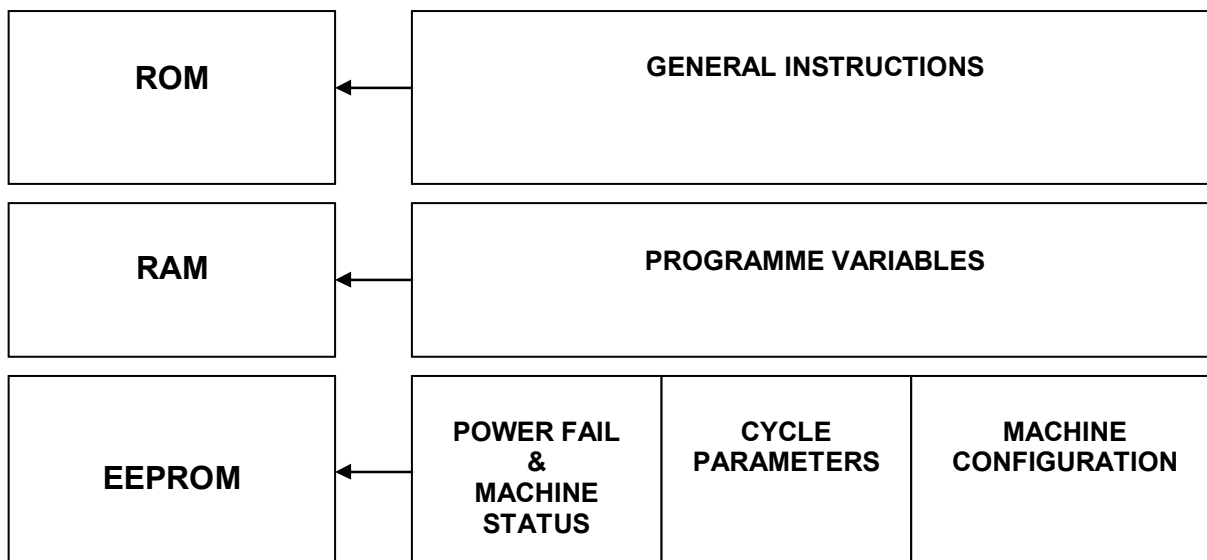 ROM
GENERAL INSTRUCTIONS
RAM
PROGRAMME VARIABLES
EEPROM
POWER FAIL
&
MACHINE
STATUS
CYCLE
PARAMETERS
MACHINE
CONFIGURATION